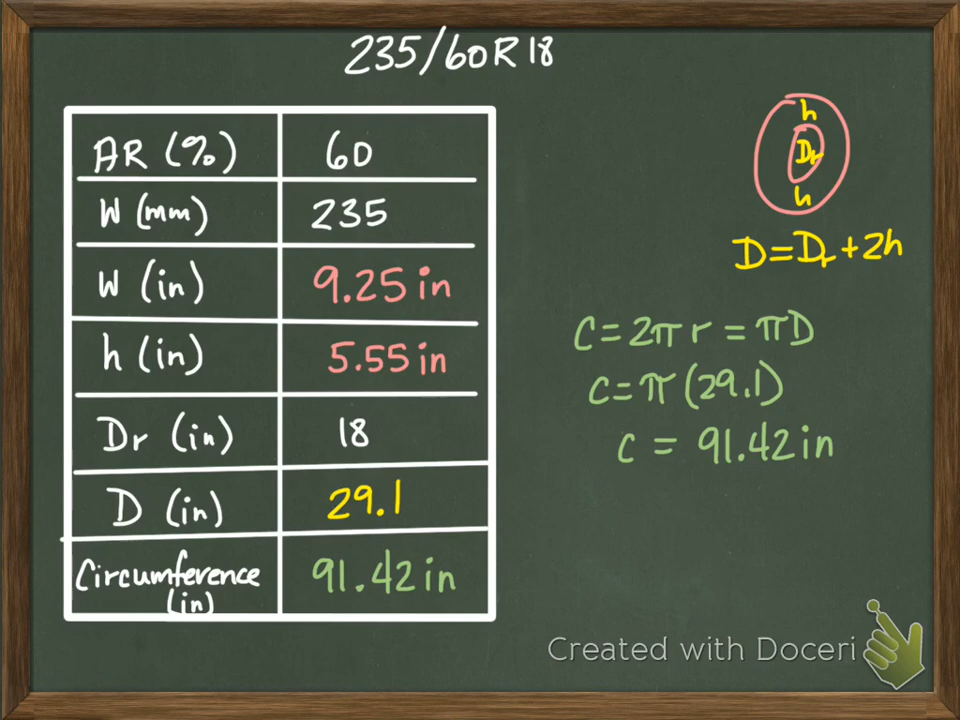 235/60R18
AR (%) 60
W (mm) 235
W (in) 9.25 in
h (in) 5.55 in
Dr (in) 18
D (in) 29.1
Circumference (in) 91.42 in
h
Dr
h
D = Dr + 2h
C = 2πr = πD
C = π (29.1)
C = 91.42 in
Created with Doceri